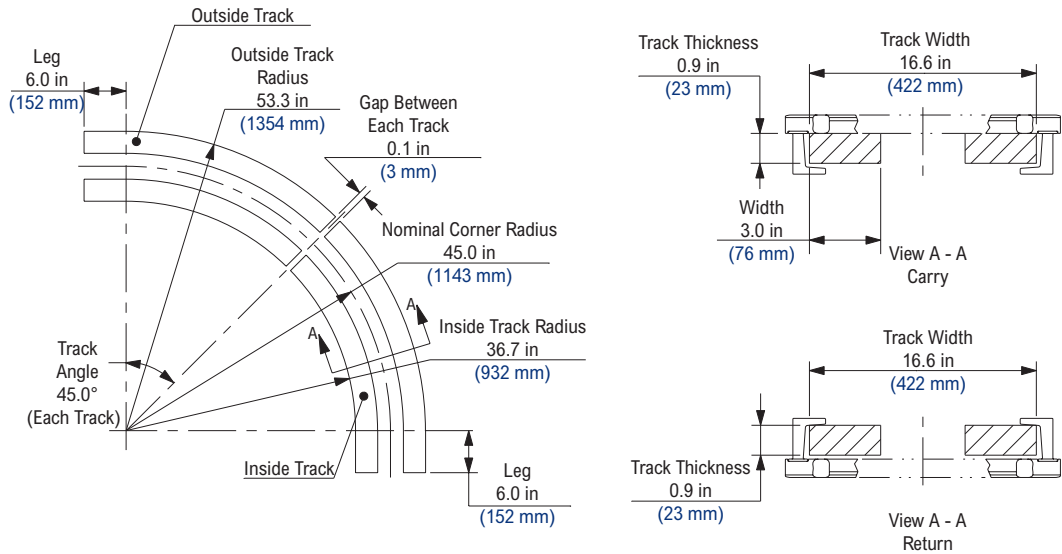 Outside Track
Leg
6.0 in
(152 mm)
Outside Track
Radius
53.3 in
(1354 mm)
Gap Between
Each Track
0.1 in
(3 mm)
Nominal Corner Radius
45.0 in
(1143 mm)
A
A
Inside Track Radius
36.7 in
(932 mm)
Track
Angle
45.0°
(Each Track)
Inside Track
Leg
6.0 in
(152 mm)
Track Thickness
0.9 in
(23 mm)
Track Width
16.6 in
(422 mm)
Width
3.0 in
(76 mm)
View A - A
Carry
Track Width
16.6 in
(422 mm)
Track Thickness
0.9 in
(23 mm)
View A - A
Return